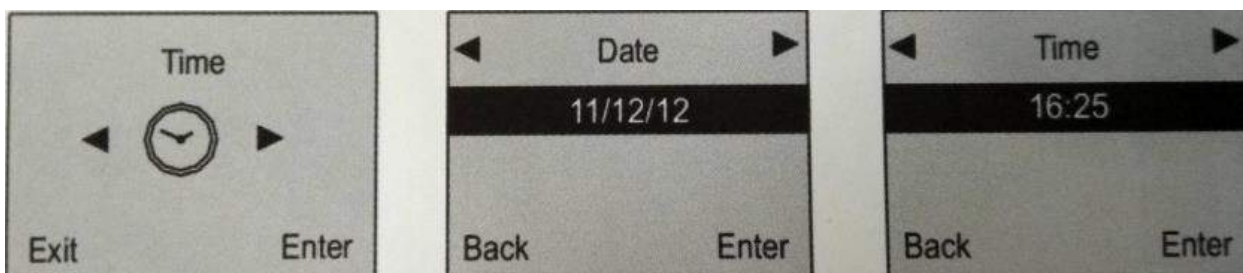 Time
Exit Enter
Date
11/12/12
Back Enter
Time
16:25
Back Enter